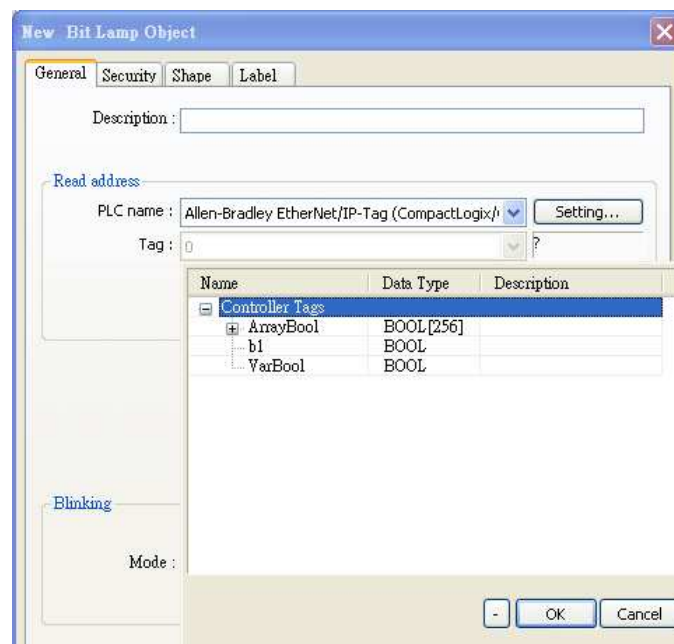 New Bit Lamp Object
General Security Shape Label
Description :
Read address
PLC name : Allen-Bradley EtherNet/IP-Tag (CompactLogix/ Setting...
Tag : 0 ?
Name Data Type Description
Controller Tags
ArrayBool BOOL[256]
b1 BOOL
VarBool BOOL
Blinking
Mode :
- OK Cancel